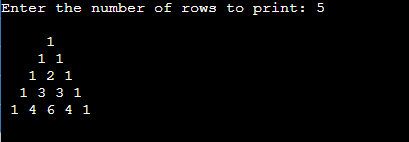 Enter the number of rows to print: 5
1
1 1
1 2 1
1 3 3 1
1 4 6 4 1